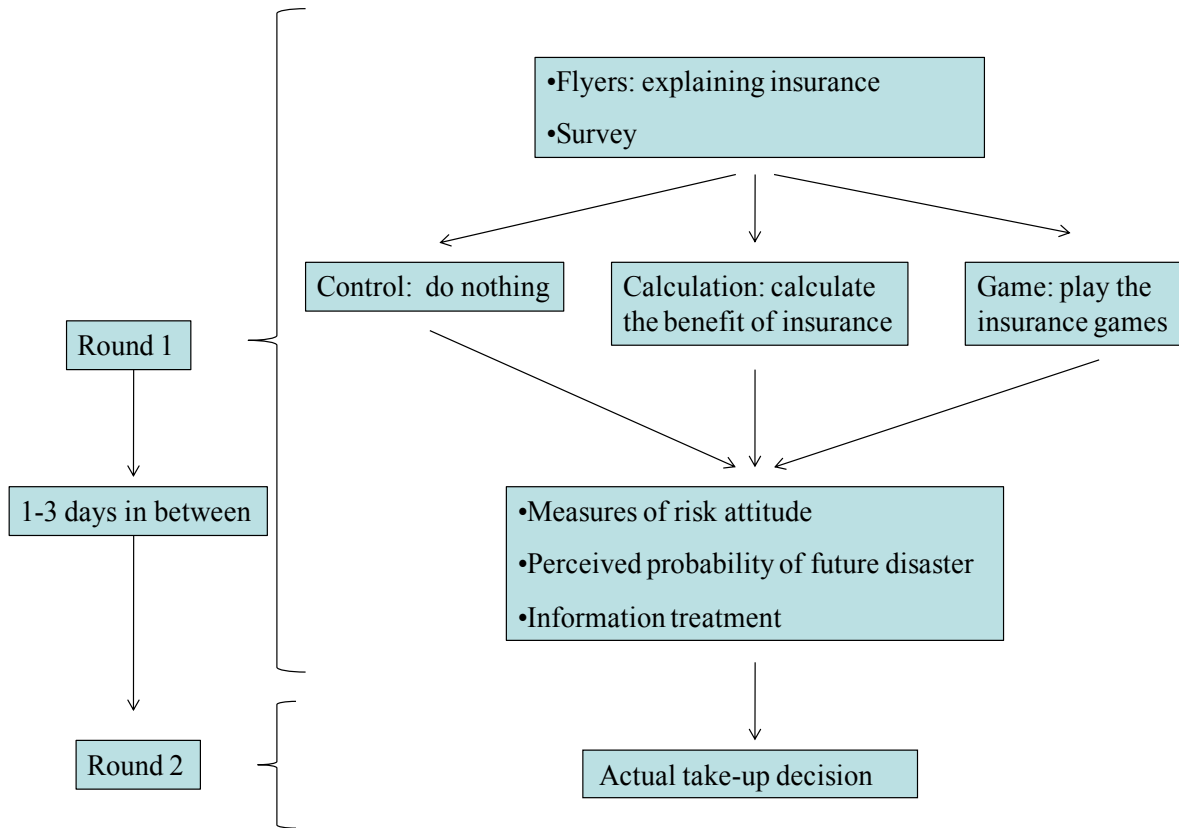 •Flyers: explaining insurance
•Survey
Control:  do nothing
Calculation: calculate
the benefit of insurance
Game: play the
insurance games
Round 1
1-3 days in between
•Measures of risk attitude
•Perceived probability of future disaster
•Information treatment
Round 2
Actual take-up decision